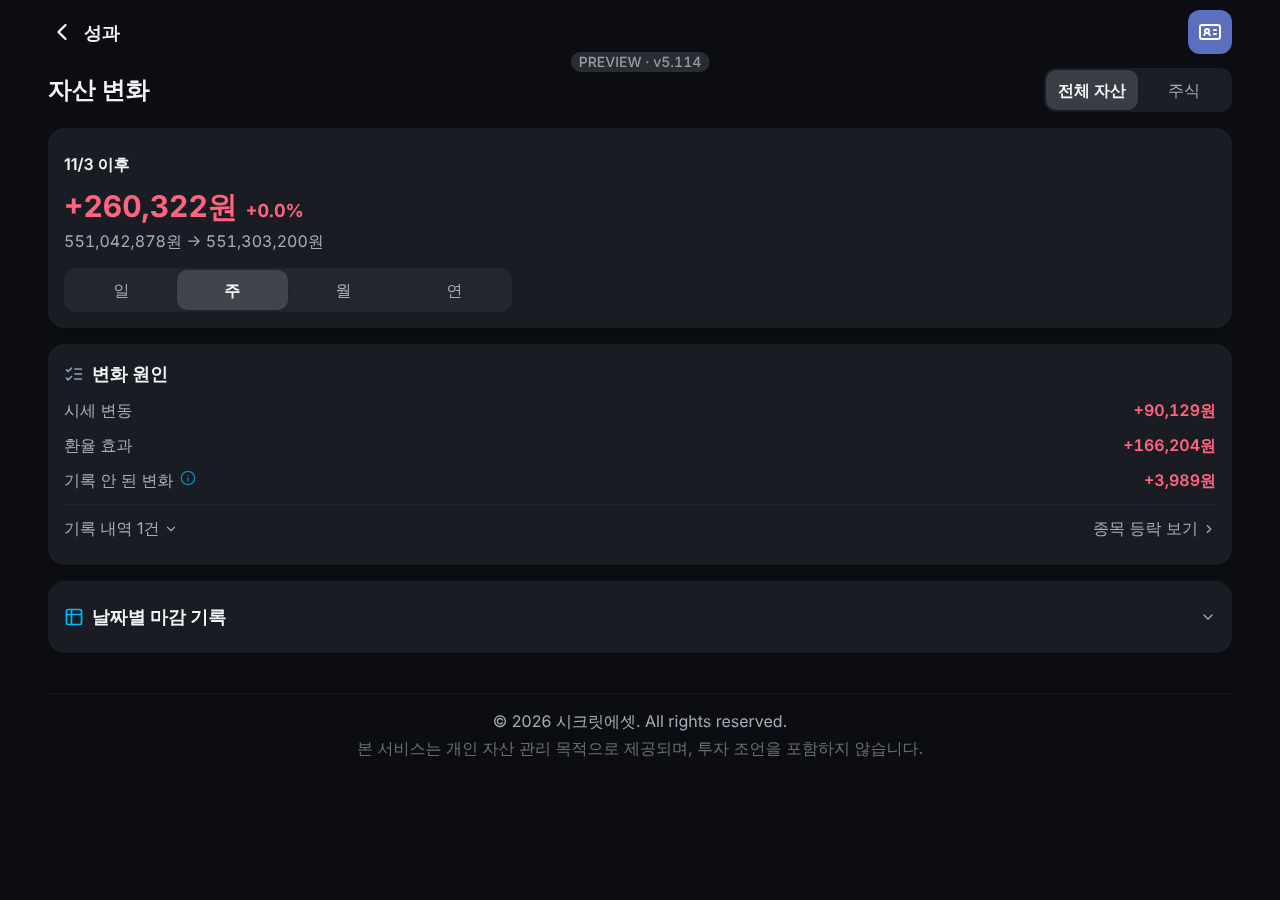 성과
PREVIEW · v5.114
자산 변화
전체 자산 주식
11/3 이후
+260,322원 +0.0%
551,042,878원 → 551,303,200원
일 주 월 연
변화 원인
시세 변동 +90,129원
환율 효과 +166,204원
기록 안 된 변화 +3,989원
기록 내역 1건 종목 등락 보기
날짜별 마감 기록
© 2026 시크릿에셋. All rights reserved.
본 서비스는 개인 자산 관리 목적으로 제공되며, 투자 조언을 포함하지 않습니다.